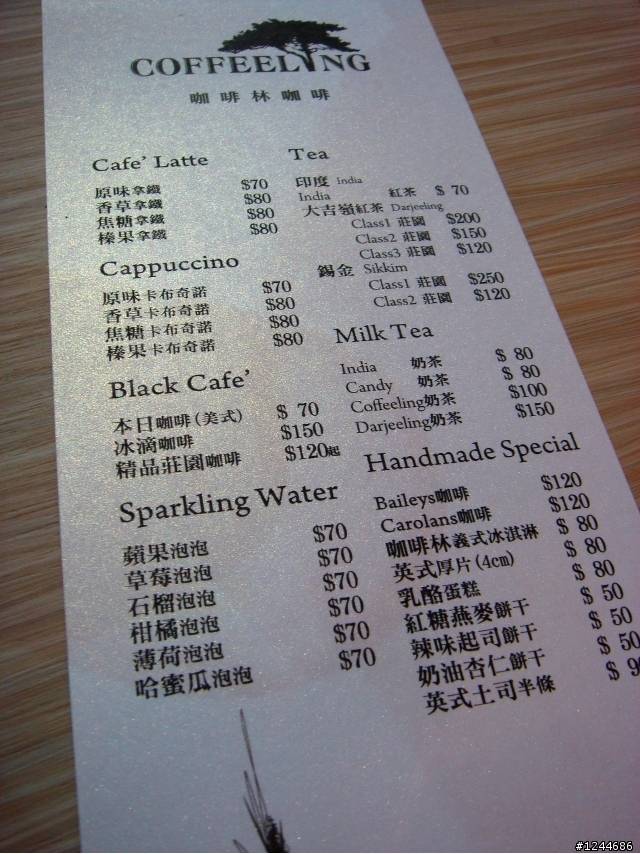 COFFEELING
咖啡林咖啡
Cafe' Latte
原味拿鐵 $70
香草拿鐵 $80
焦糖拿鐵 $80
榛果拿鐵 $80
Cappuccino
原味卡布奇諾 $70
香草卡布奇諾 $80
焦糖卡布奇諾 $80
榛果卡布奇諾 $80
Black Cafe'
本日咖啡(美式) $ 70
冰滴咖啡 $150
精品莊園咖啡 $120起
Sparkling Water
蘋果泡泡 $70
草莓泡泡 $70
石榴泡泡 $70
柑橘泡泡 $70
薄荷泡泡 $70
哈蜜瓜泡泡 $70
Tea
印度 India
India 紅茶 $ 70
大吉嶺紅茶 Darjeeling
Class1 莊園 $200
Class2 莊園 $150
Class3 莊園 $120
錫金 Sikkim
Class1 莊園 $250
Class2 莊園 $120
Milk Tea
India 奶茶 $ 80
Candy 奶茶 $ 80
Coffeeling奶茶 $100
Darjeeling奶茶 $150
Handmade Special
Baileys咖啡 $120
Carolans咖啡 $120
咖啡林義式冰淇淋 $ 80
英式厚片(4cm) $ 80
乳酪蛋糕 $ 80
紅糖燕麥餅干 $ 50
辣味起司餅干 $ 50
奶油杏仁餅干 $ 50
英式土司半條 $ 9
#1244686